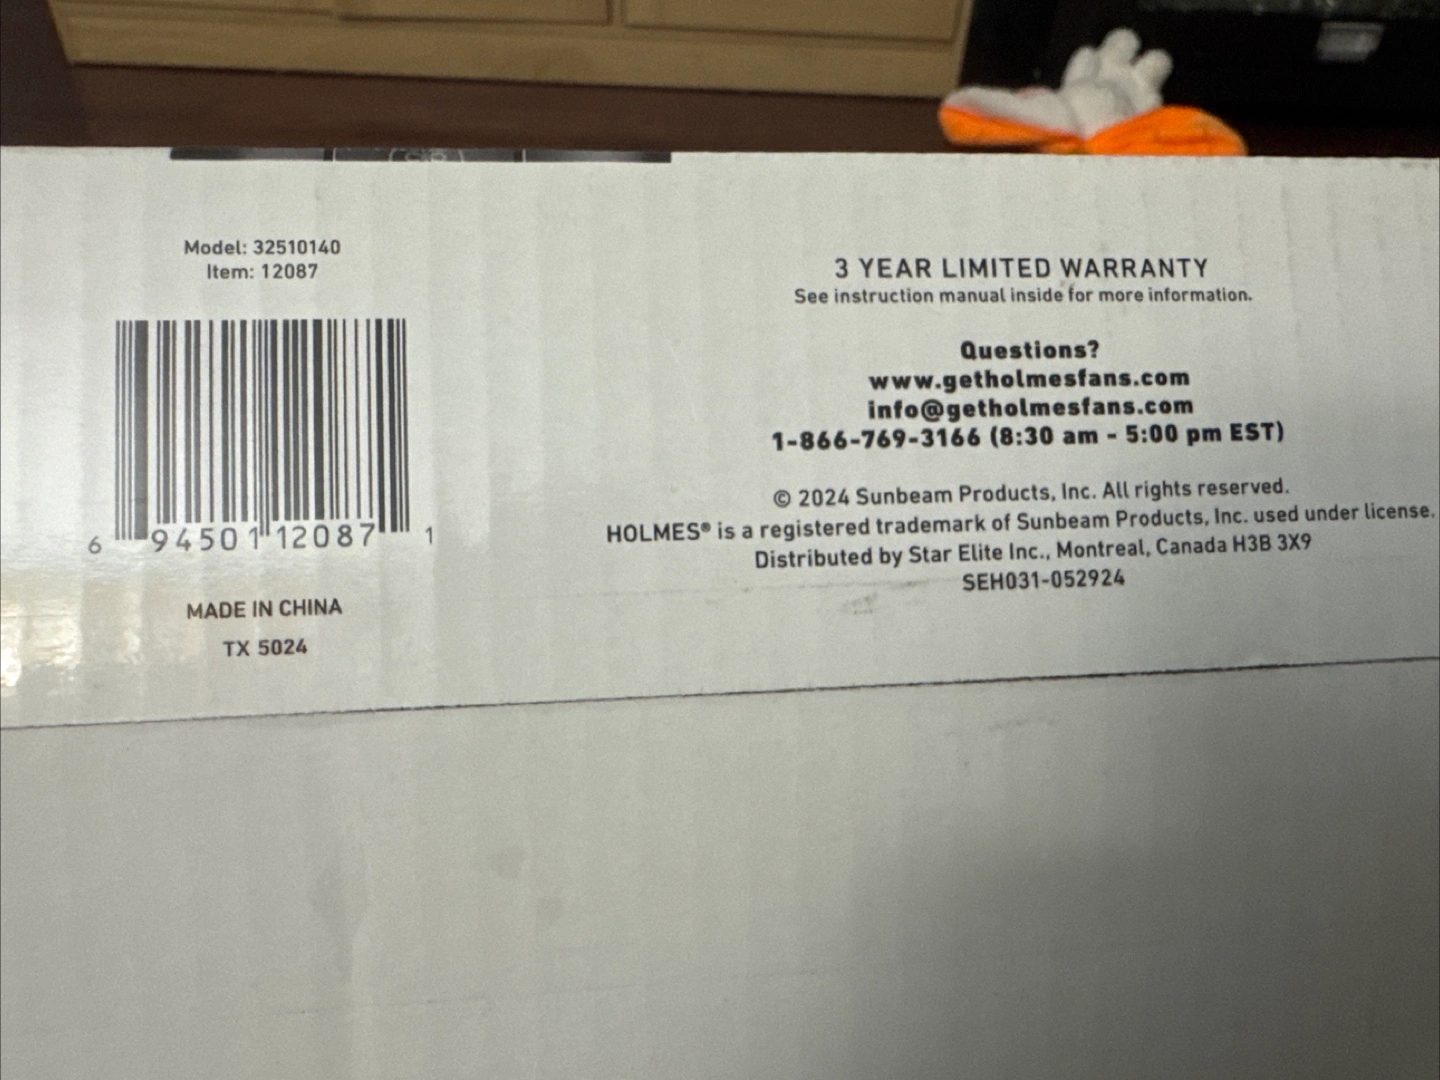 Model: 32510140
Item: 12087
6 94501 12087 1
MADE IN CHINA
TX 5024
3 YEAR LIMITED WARRANTY
See instruction manual inside for more information.
Questions?
www.getholmesfans.com
info@getholmesfans.com
1-866-769-3166 (8:30 am - 5:00 pm EST)
© 2024 Sunbeam Products, Inc. All rights reserved.
HOLMES® is a registered trademark of Sunbeam Products, Inc. used under license.
Distributed by Star Elite Inc., Montreal, Canada H3B 3X9
SEH031-052924